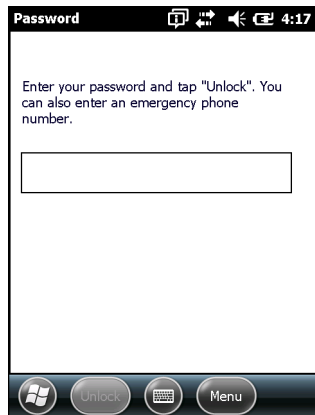 Password 4:17
Enter your password and tap "Unlock". You
can also enter an emergency phone
number.
Unlock Menu